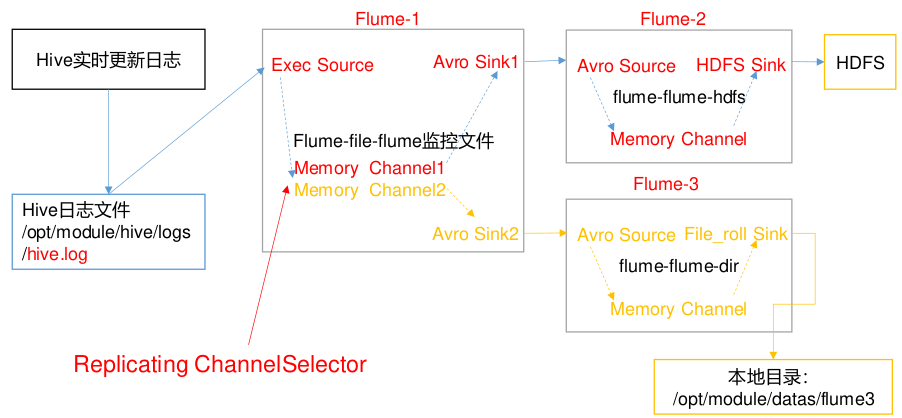 Flume-1
Flume-2
Hive实时更新日志
Exec Source
Avro Sink1
Avro Source
HDFS Sink
HDFS
flume-flume-hdfs
Flume-file-flume监控文件
Memory Channel
Memory Channel1
Memory Channel2
Flume-3
Hive日志文件
/opt/module/hive/logs
/hive.log
Avro Sink2
Avro Source
File_roll Sink
flume-flume-dir
Memory Channel
Replicating ChannelSelector
本地目录：
/opt/module/datas/flume3